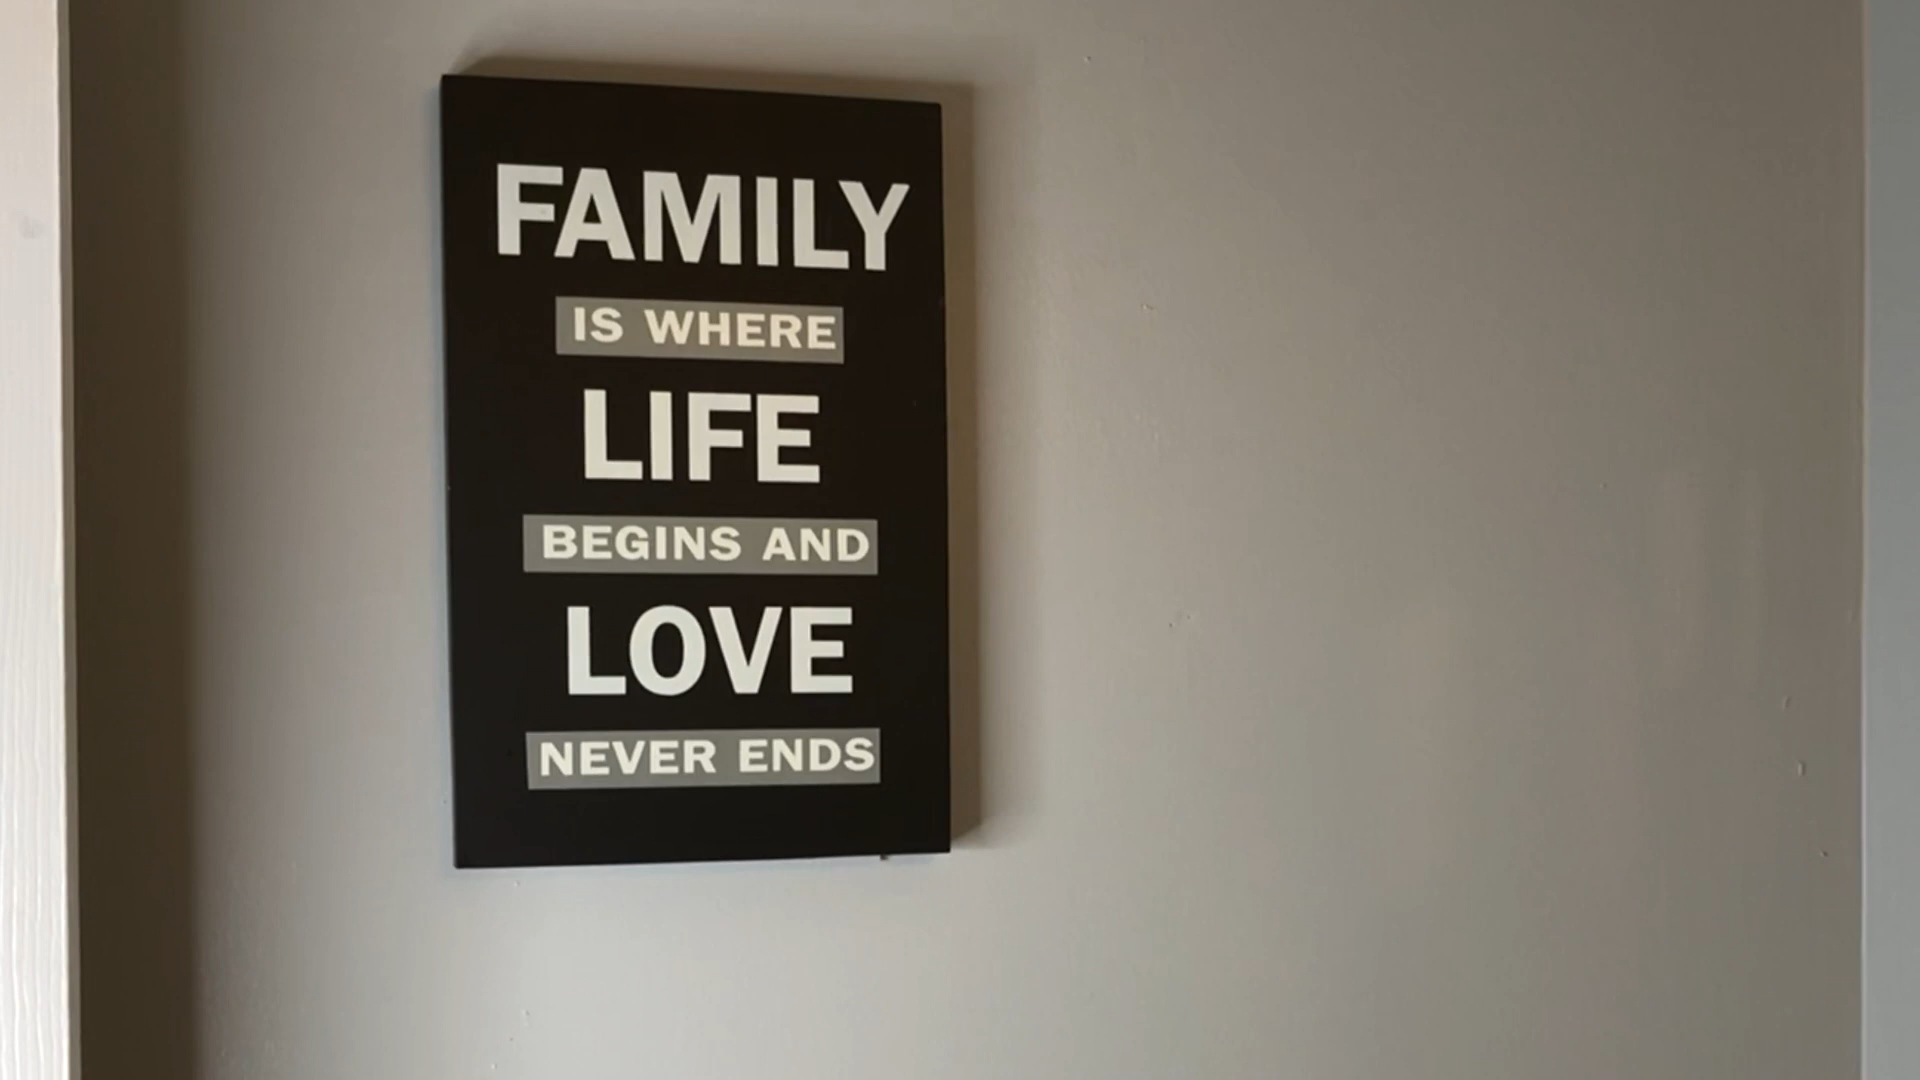 FAMILY
IS WHERE
LIFE
BEGINS AND
LOVE
NEVER ENDS